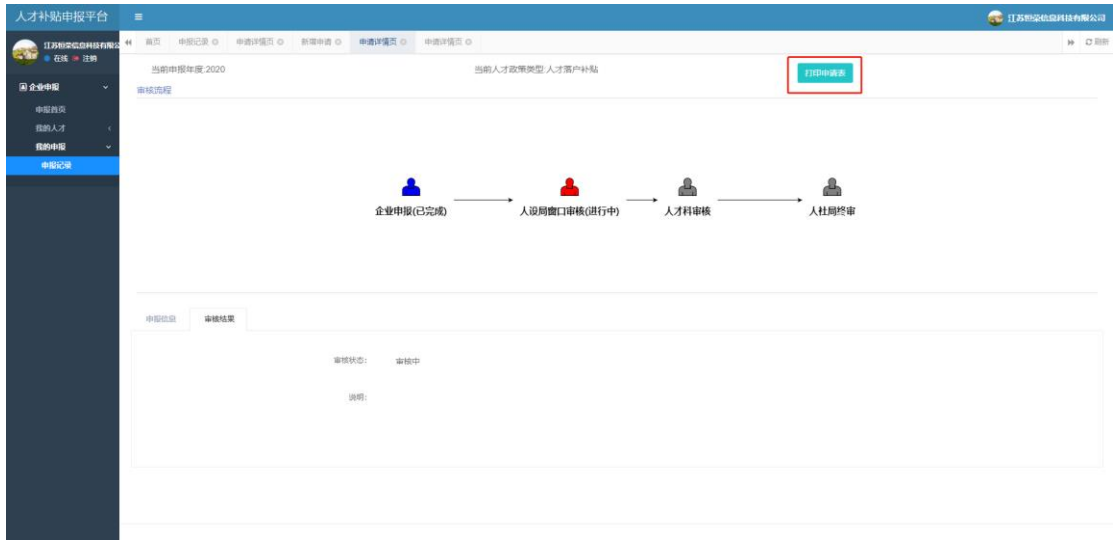 人才补贴申报平台
江苏恒荣信息科技有限公司
江苏恒荣信息科技有限公
在线 注销
首页 申报记录 申请详情页 新增申请 申请详情页 申请详情页 刷新
企业申报
申报首页
我的人才
我的申报
申报记录
当前申报年度:2020 当前人才政策类型:人才落户补贴 打印申请表
审核流程
企业申报(已完成) 人设局窗口审核(进行中) 人才科审核 人社局终审
申报信息 审核结果
审核状态: 审核中
说明: